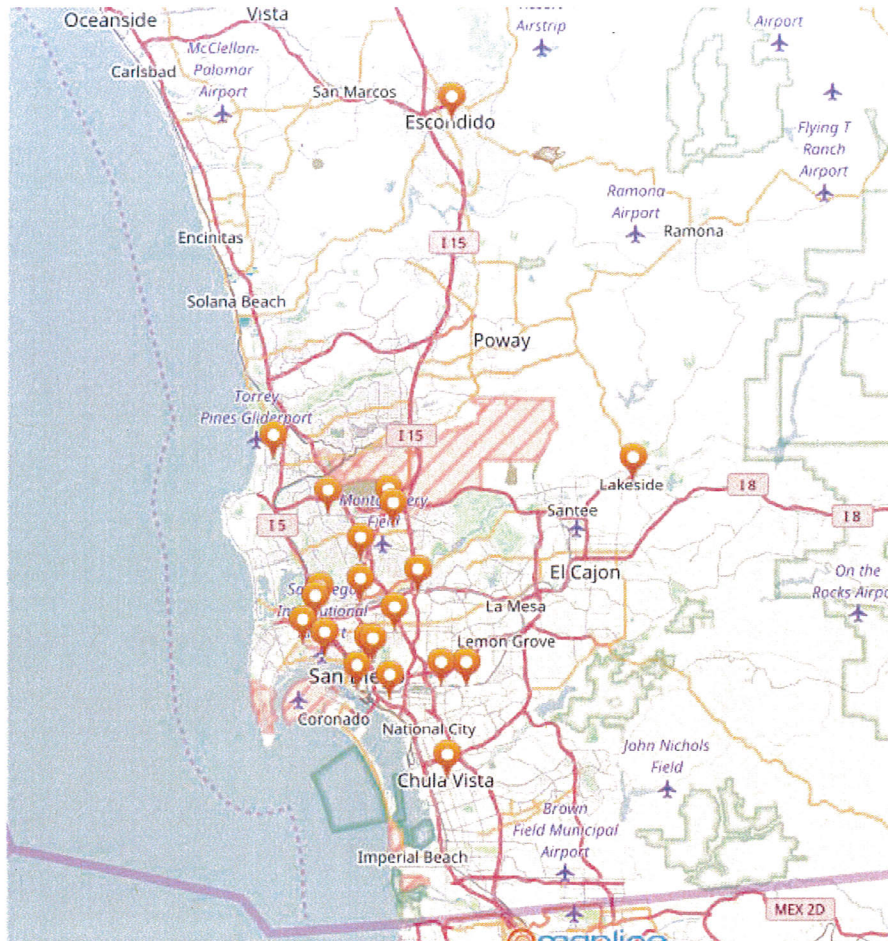 Oceanside
Vista
Airstrip
Airport
McClellan-
Palomar
Airport
Carlsbad
San Marcos
Escondido
Flying T
Ranch
Airport
Ramona
Airport
Ramona
Encinitas
I 15
Solana Beach
Poway
Torrey
Pines Gliderport
I 15
Lakeside
I 8
I 8
Santee
I 5
Field
El Cajon
On the
Rocks Airpo
La Mesa
Lemon Grove
San
Coronado
National City
John Nichols
Field
Chula Vista
Brown
Field Municipal
Airport
Imperial Beach
MEX 2D